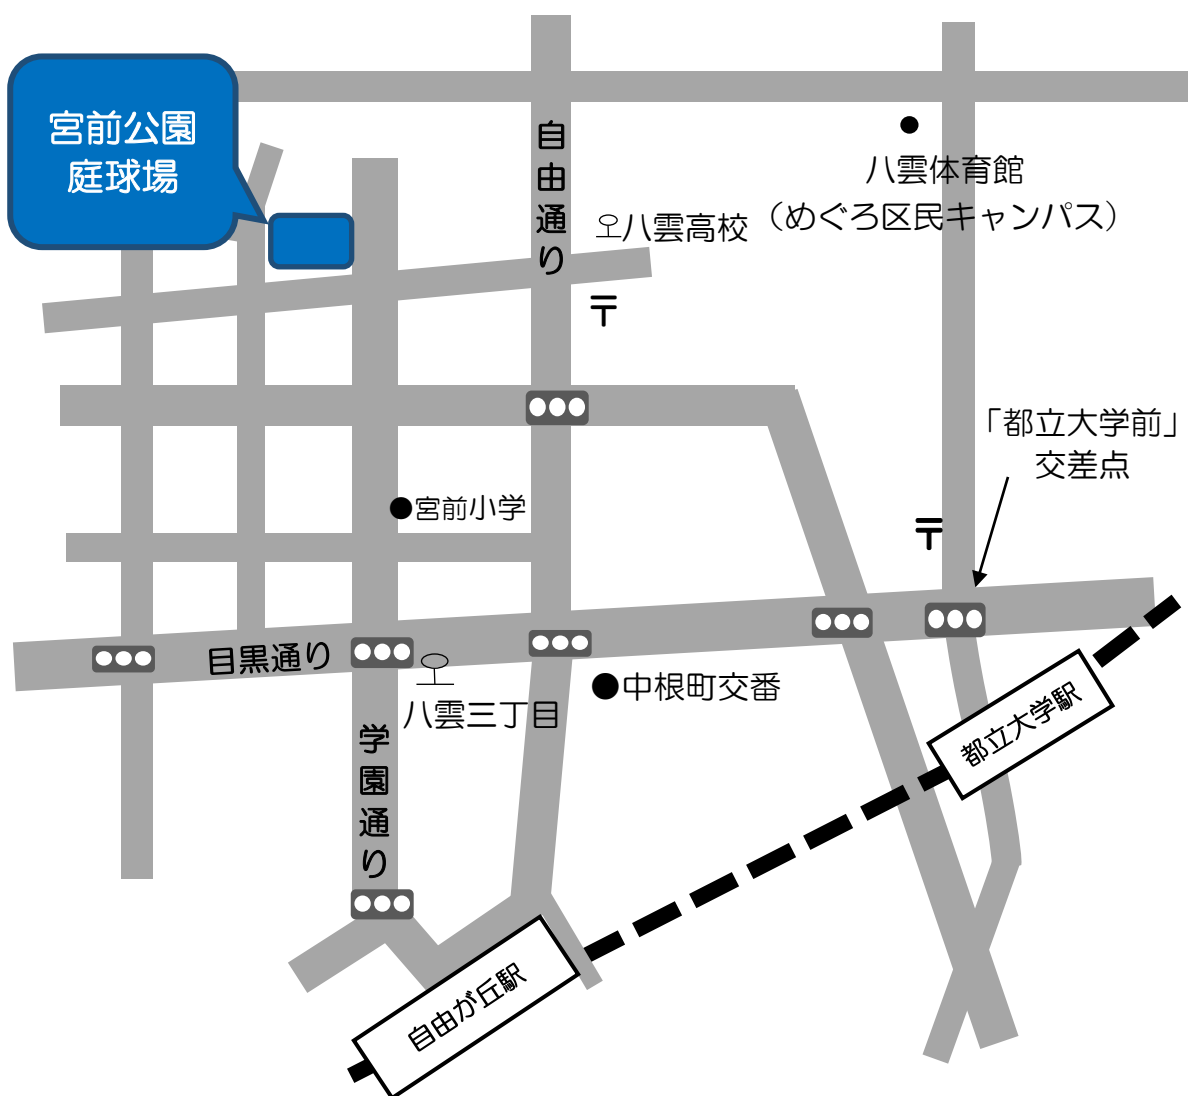 宮前公園
庭球場
自由通り
八雲体育館
（めぐろ区民キャンパス）
八雲高校
〒
「都立大学前」
交差点
●宮前小学
〒
目黒通り
八雲三丁目
●中根町交番
都立大学駅
学園通り
自由が丘駅